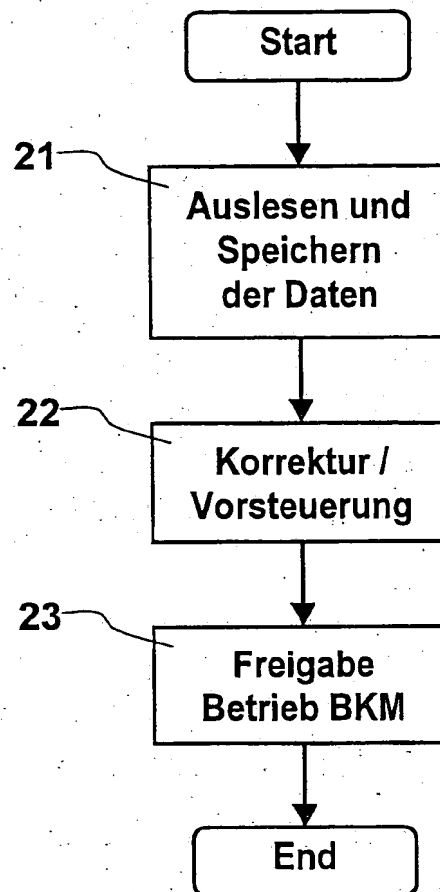 Start
21
Auslesen und
Speichern
der Daten
22
Korrektur /
Vorsteuerung
23
Freigabe
Betrieb BKM
End